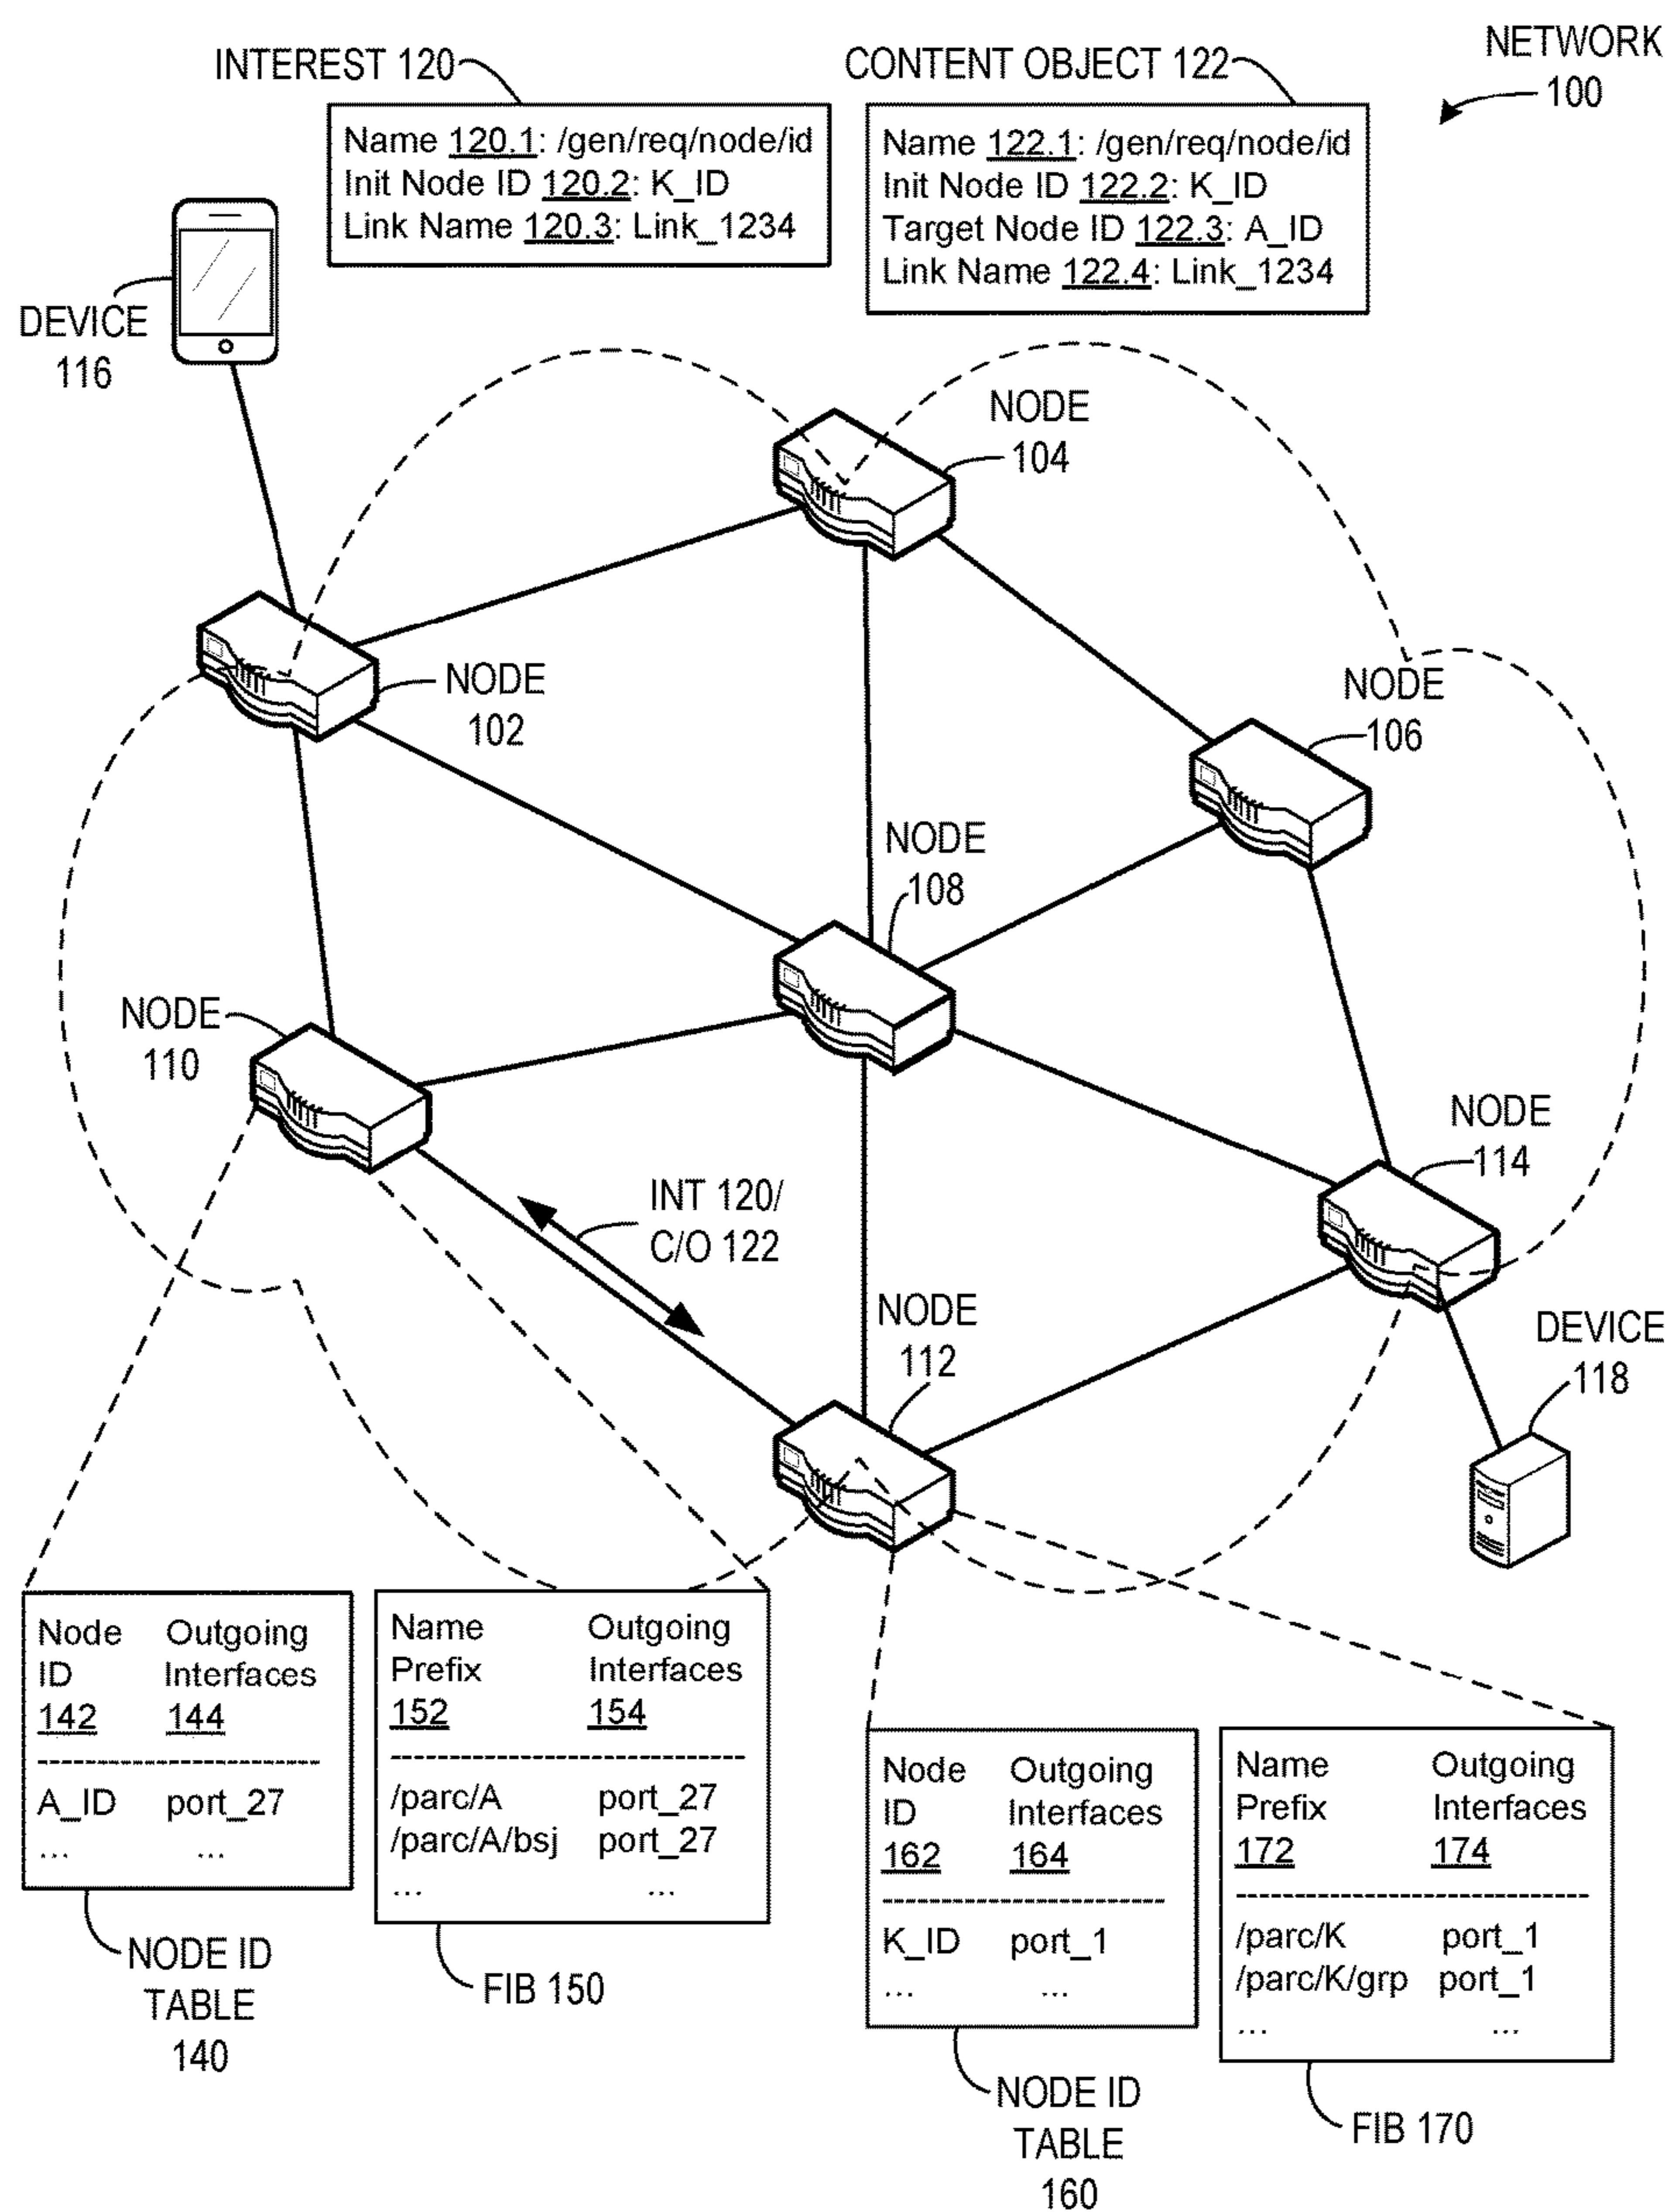 NETWORK
100
INTEREST 120
CONTENT OBJECT 122
Name 120.1: /gen/req/node/id
Init Node ID 120.2: K_ID
Link Name 120.3: Link_1234
Name 122.1: /gen/req/node/id
Init Node ID 122.2: K_ID
Target Node ID 122.3: A_ID
Link Name 122.4: Link_1234
DEVICE
116
NODE
104
NODE
102
NODE
106
NODE
108
NODE
110
NODE
114
INT 120/
C/O 122
NODE
112
DEVICE
118
Node Outgoing
ID Interfaces
142 144
A_ID port_27
... ...
NODE ID
TABLE
140
Name Outgoing
Prefix Interfaces
152 154
/parc/A port_27
/parc/A/bsj port_27
... ...
FIB 150
Node Outgoing
ID Interfaces
162 164
K_ID port_1
... ...
NODE ID
TABLE
160
Name Outgoing
Prefix Interfaces
172 174
/parc/K port_1
/parc/K/grp port_1
... ...
FIB 170